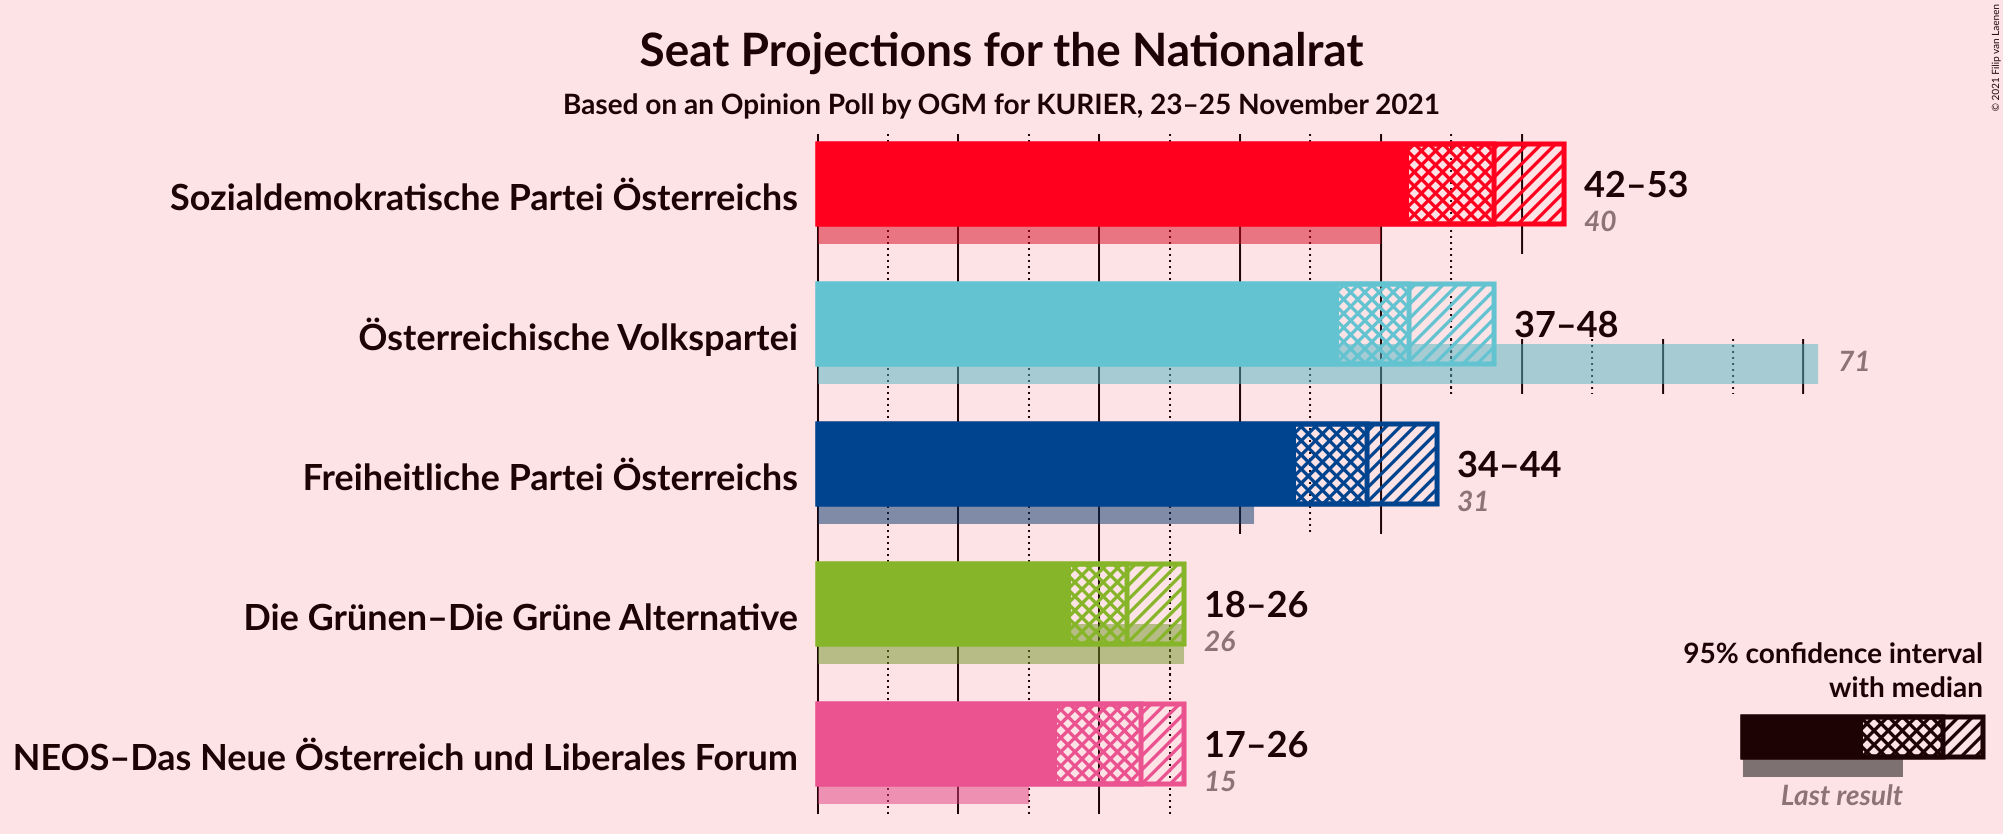 Seat Projections for the Nationalrat
Based on an Opinion Poll by OGM for KURIER, 23–25 November 2021
© 2021 Filip van Laenen
Sozialdemokratische Partei Österreichs
42–53
40
Österreichische Volkspartei
37–48
71
Freiheitliche Partei Österreichs
34–44
31
Die Grünen–Die Grüne Alternative
18–26
26
NEOS–Das Neue Österreich und Liberales Forum
17–26
15
95% confidence interval
with median
Last result